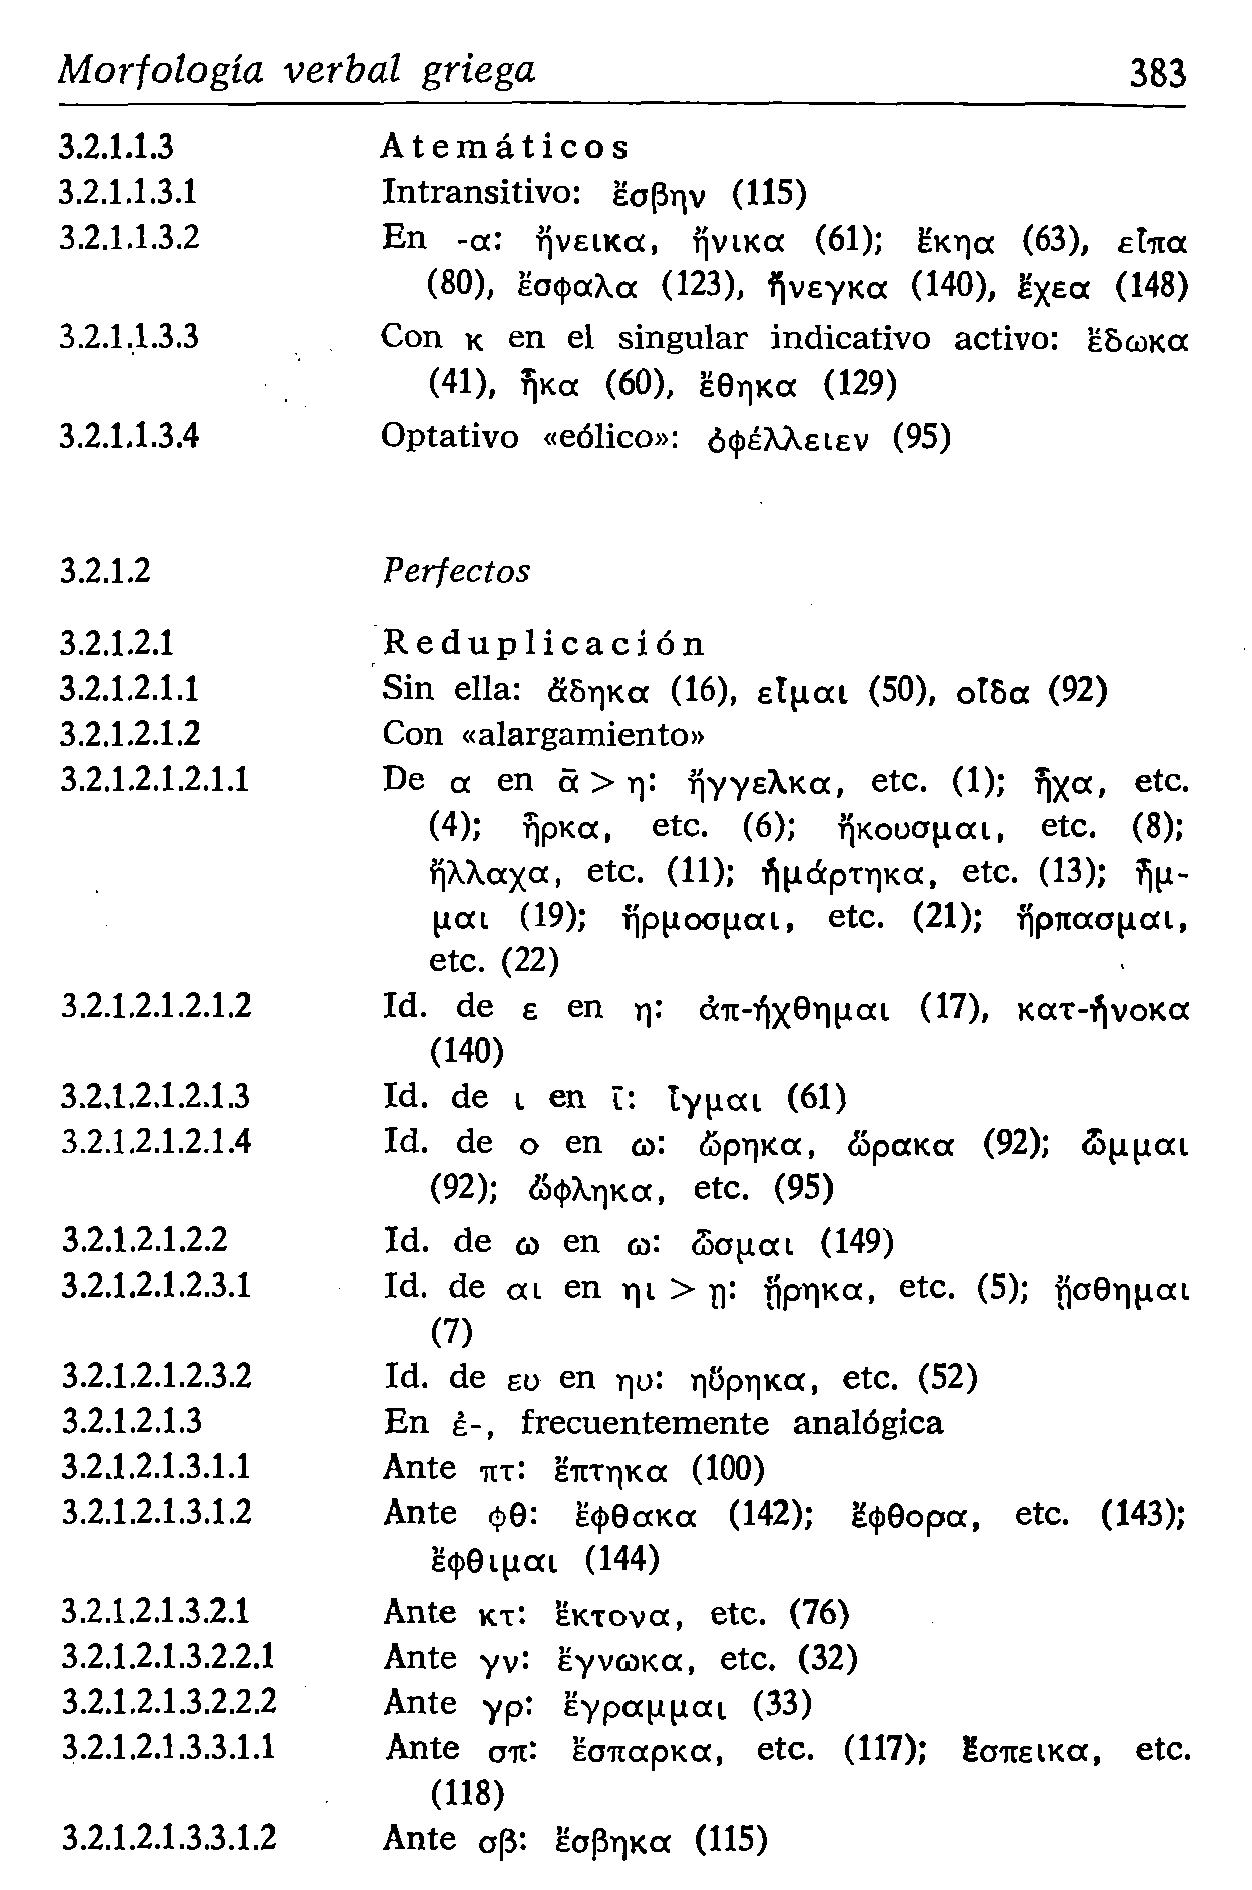 Morfología verbal griega 383
3.2.1.1.3 Atemáticos
3.2.1.1.3.1 Intransitivo: ἔσβην (115)
3.2.1.1.3.2 En -α: ἤνεικα, ἤνικα (61); ἔκηα (63), εἶπα
(80), ἔσφαλα (123), ἤνεγκα (140), ἔχεα (148)
3.2.1.1.3.3 Con κ en el singular indicativo activo: ἔδωκα
(41), ἧκα (60), ἔθηκα (129)
3.2.1.1.3.4 Optativo «eólico»: ὀφέλλειεν (95)
3.2.1.2 Perfectos
3.2.1.2.1 Reduplicación
3.2.1.2.1.1 Sin ella: ἄδηκα (16), εἶμαι (50), οἶδα (92)
3.2.1.2.1.2 Con «alargamiento»
3.2.1.2.1.2.1.1 De α en ᾱ > η: ἤγγελκα, etc. (1); ἦχα, etc.
(4); ἦρκα, etc. (6); ἤκουσμαι, etc. (8);
ἤλλαχα, etc. (11); ἡμάρτηκα, etc. (13); ἧμ-
μαι (19); ἥρμοσμαι, etc. (21); ἥρπασμαι,
etc. (22)
3.2.1.2.1.2.1.2 Id. de ε en η: ἀπ-ήχθημαι (17), κατ-ήνοκα
(140)
3.2.1.2.1.2.1.3 Id. de ι en ῑ: ἶγμαι (61)
3.2.1.2.1.2.1.4 Id. de ο en ω: ὥρηκα, ὥρακα (92); ὦμμαι
(92); ὤφληκα, etc. (95)
3.2.1.2.1.2.2 Id. de ω en ω: ὦσμαι (149)
3.2.1.2.1.2.3.1 Id. de αι en ηι > ῃ: ᾕρηκα, etc. (5); ᾔσθημαι
(7)
3.2.1.2.1.2.3.2 Id. de ευ en ηυ: ηὕρηκα, etc. (52)
3.2.1.2.1.3 En ἐ-, frecuentemente analógica
3.2.1.2.1.3.1.1 Ante πτ: ἔπτηκα (100)
3.2.1.2.1.3.1.2 Ante φθ: ἔφθακα (142); ἔφθορα, etc. (143);
ἔφθιμαι (144)
3.2.1.2.1.3.2.1 Ante κτ: ἔκτονα, etc. (76)
3.2.1.2.1.3.2.2.1 Ante γν: ἔγνωκα, etc. (32)
3.2.1.2.1.3.2.2.2 Ante γρ: ἔγραμμαι (33)
3.2.1.2.1.3.3.1.1 Ante σπ: ἔσπαρκα, etc. (117); ἔσπεικα, etc.
(118)
3.2.1.2.1.3.3.1.2 Ante σβ: ἔσβηκα (115)